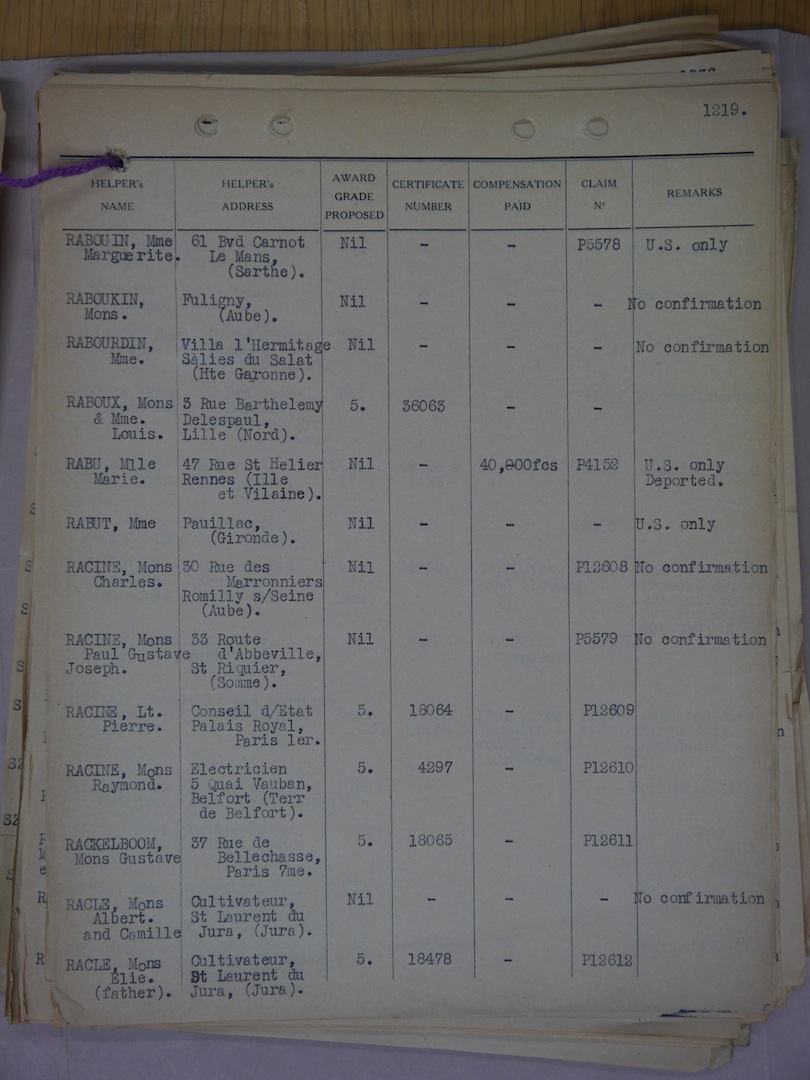 1219.
HELPER's NAME | HELPER's ADDRESS | AWARD GRADE PROPOSED | CERTIFICATE NUMBER | COMPENSATION PAID | CLAIM Nº | REMARKS
RABOUIN, Mme | 61 Bvd Carnot | Nil | - | - | P5578 | U.S. only
Marguerite. | Le Mans,
(Sarthe).
RABOUKIN, | Fuligny, | Nil | - | - | - | No confirmation
Mons. | (Aube).
RABOURDIN, | Villa l'Hermitage | Nil | - | - | - | No confirmation
Mme. | Salies du Salat
(Hte Garonne).
RABOUX, Mons | 3 Rue Barthelemy | 5. | 36063 | - | -
& Mme. | Delespaul,
Louis. | Lille (Nord).
RABU, Mlle | 47 Rue St Helier | Nil | - | 40,000fcs | P4152 | U.S. only
Marie. | Rennes (Ille | Deported.
et Vilaine).
RABUT, Mme | Pauillac, | Nil | - | - | - | U.S. only
(Gironde).
RACINE, Mons | 30 Rue des | Nil | - | - | P12608 | No confirmation
Charles. | Marronniers
Romilly s/Seine
(Aube).
RACINE, Mons | 33 Route | Nil | - | - | P5579 | No confirmation
Paul Gustave | d'Abbeville,
Joseph. | St Riquier,
(Somme).
RACINE, Lt. | Conseil d/Etat | 5. | 18064 | - | P12609
Pierre. | Palais Royal,
Paris 1er.
RACINE, Mons | Electricien | 5. | 4297 | - | P12610
Raymond. | 5 Quai Vauban,
Belfort (Terr
de Belfort).
RACKELBOOM, | 37 Rue de | 5. | 18065 | - | P12611
Mons Gustave | Bellechasse,
Paris 7me.
RACLE, Mons | Cultivateur, | Nil | - | - | - | No confirmation
Albert. | St Laurent du
and Camille | Jura, (Jura).
RACLE, Mons | Cultivateur, | 5. | 18478 | - | P12612
Elie. | St Laurent du
(father). | Jura, (Jura).